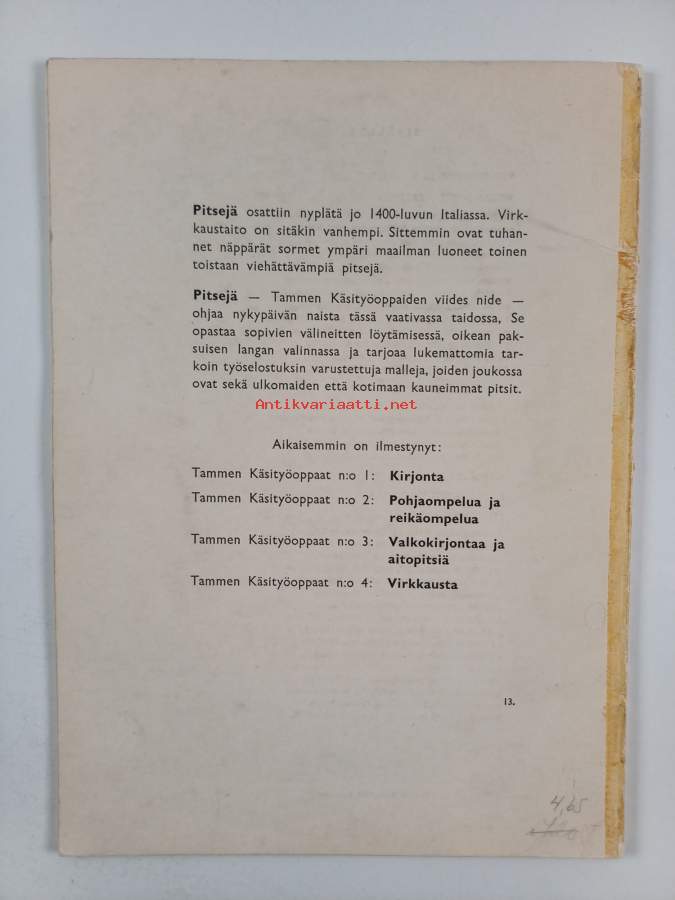 Pitsejä osattiin nyplätä jo 1400-luvun Italiassa. Virk-
kaustaito on sitäkin vanhempi. Sittemmin ovat tuhan-
net näppärät sormet ympäri maailman luoneet toinen
toistaan viehättävämpiä pitsejä.
Pitsejä — Tammen Käsityöoppaiden viides nide —
ohjaa nykypäivän naista tässä vaativassa taidossa, Se
opastaa sopivien välineitten löytämisessä, oikean pak-
suisen langan valinnassa ja tarjoaa lukemattomia tar-
koin työselostuksin varustettuja malleja, joiden joukossa
ovat sekä ulkomaiden että kotimaan kauneimmat pitsit.
Antikvariaatti.net
Aikaisemmin on ilmestynyt:
Tammen Käsityöoppaat n:o 1: Kirjonta
Tammen Käsityöoppaat n:o 2: Pohjaompelua ja
reikäompelua
Tammen Käsityöoppaat n:o 3: Valkokirjontaa ja
aitopitsiä
Tammen Käsityöoppaat n:o 4: Virkkausta
13.
4,65